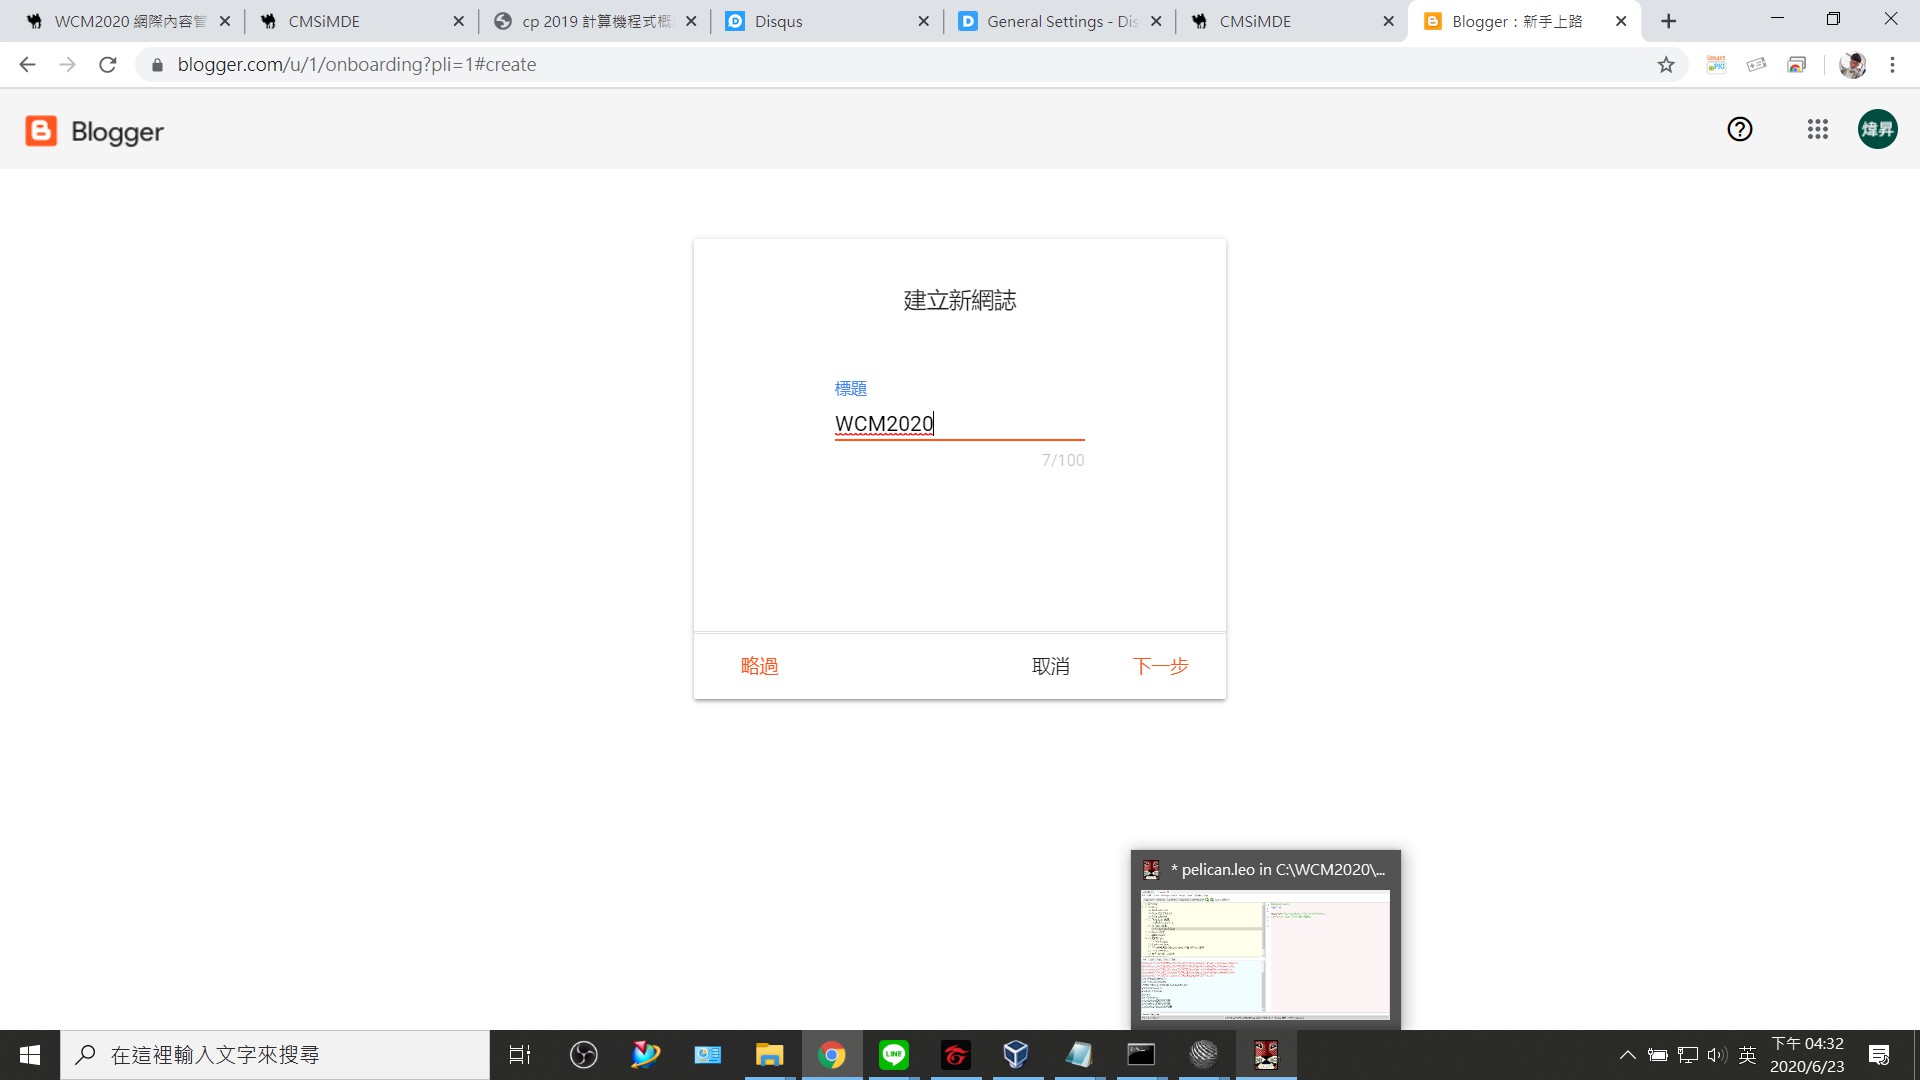 WCM2020 網際內容管
CMSiMDE
cp 2019 計算機程式概
Disqus
General Settings - Dis
CMSiMDE
Blogger：新手上路
blogger.com/u/1/onboarding?pli=1#create
Blogger
煒昇
建立新網誌
標題
WCM2020
7/100
略過
取消
下一步
* pelican.leo in C:\WCM2020\...
在這裡輸入文字來搜尋
LINE
英
下午 04:32
2020/6/23